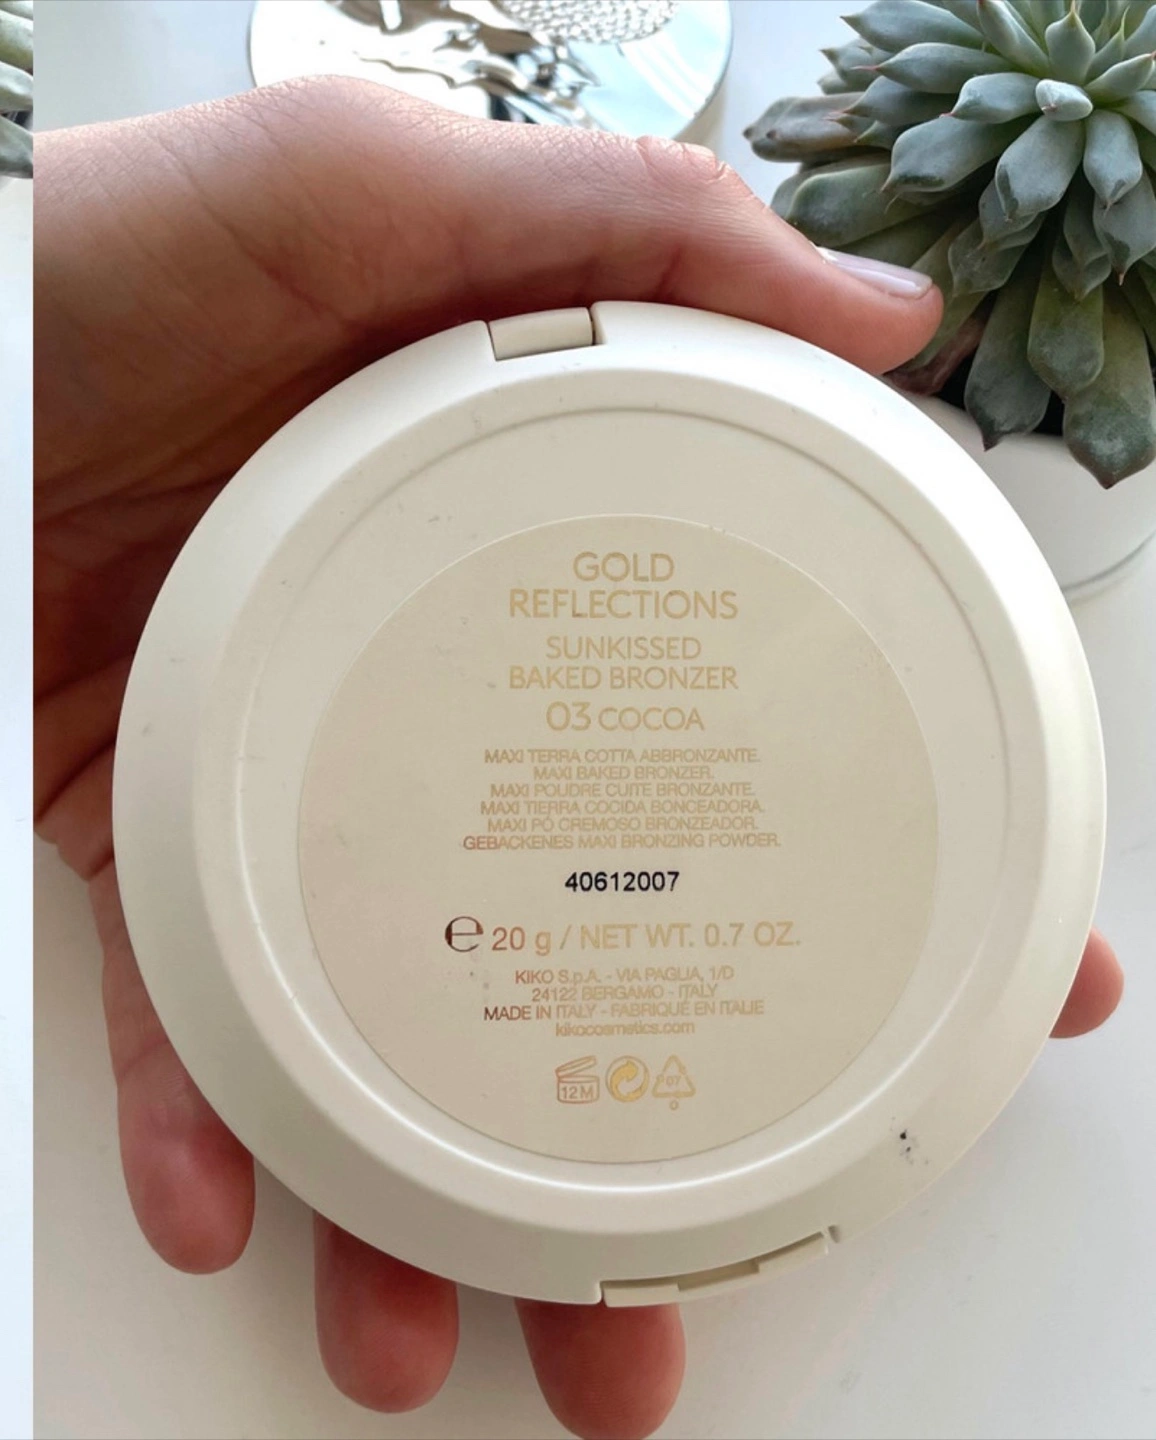 GOLD
REFLECTIONS
SUNKISSED
BAKED BRONZER
03 COCOA
MAXI TERRA COTTA ABBRONZANTE.
MAXI BAKED BRONZER.
MAXI POUDRE CUITE BRONZANTE.
MAXI TIERRA COCIDA BONCEADORA.
MAXI PÓ CREMOSO BRONZEADOR.
GEBACKENES MAXI BRONZING POWDER.
40612007
℮ 20 g / NET WT. 0.7 OZ.
KIKO S.p.A. - VIA PAGLIA, 1/D
24122 BERGAMO - ITALY
MADE IN ITALY - FABRIQUÉ EN ITALIE
kikocosmetics.com
12M
07
O